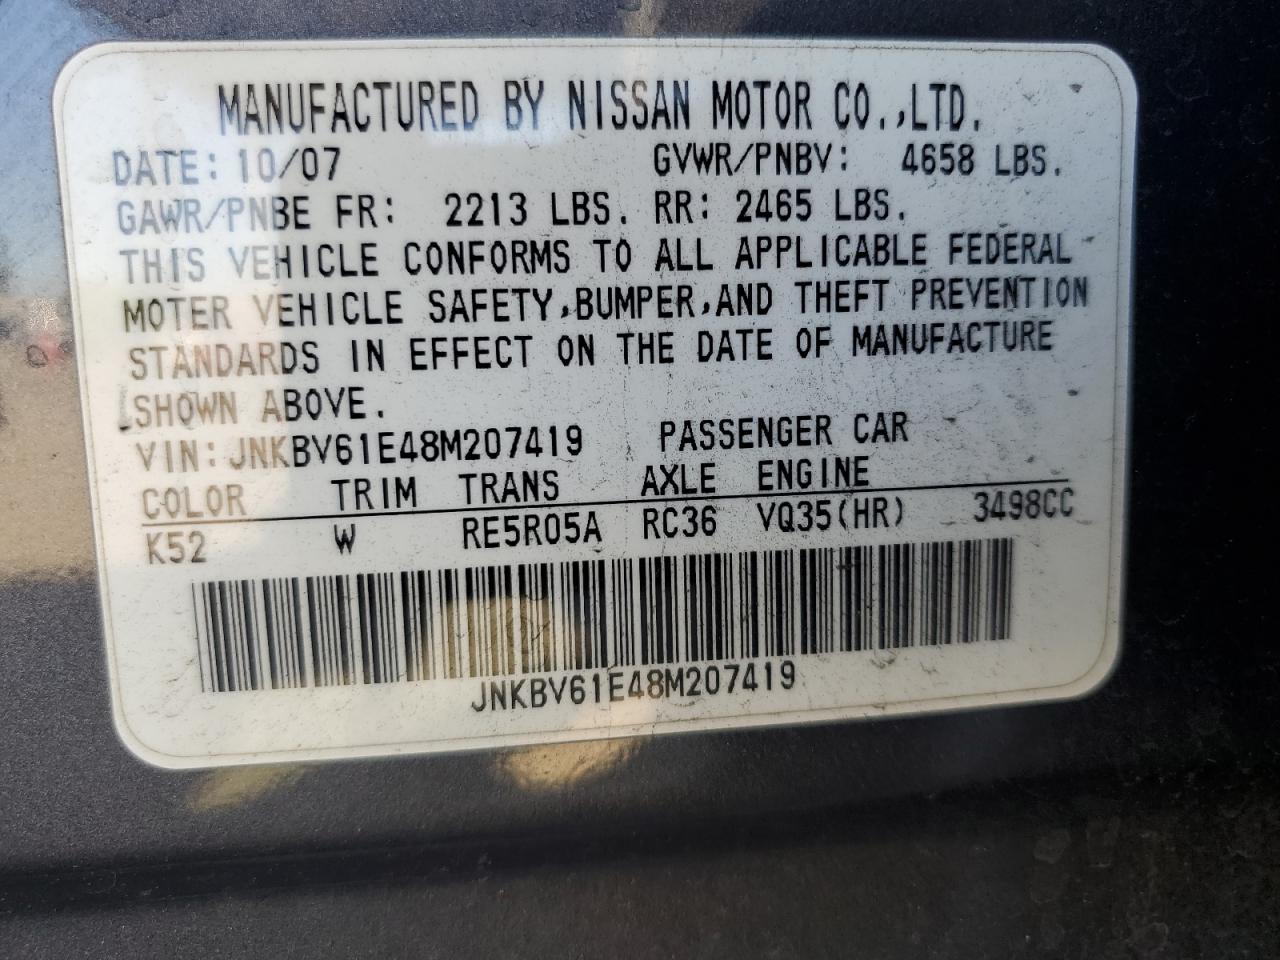 MANUFACTURED BY NISSAN MOTOR CO.,LTD.
DATE: 10/07 GVWR/PNBV: 4658 LBS.
GAWR/PNBE FR: 2213 LBS. RR: 2465 LBS.
THIS VEHICLE CONFORMS TO ALL APPLICABLE FEDERAL
MOTER VEHICLE SAFETY,BUMPER,AND THEFT PREVENTION
STANDARDS IN EFFECT ON THE DATE OF MANUFACTURE
SHOWN ABOVE.
VIN: JNKBV61E48M207419 PASSENGER CAR
COLOR TRIM TRANS AXLE ENGINE
K52 W RE5R05A RC36 VQ35(HR) 3498CC
JNKBV61E48M207419